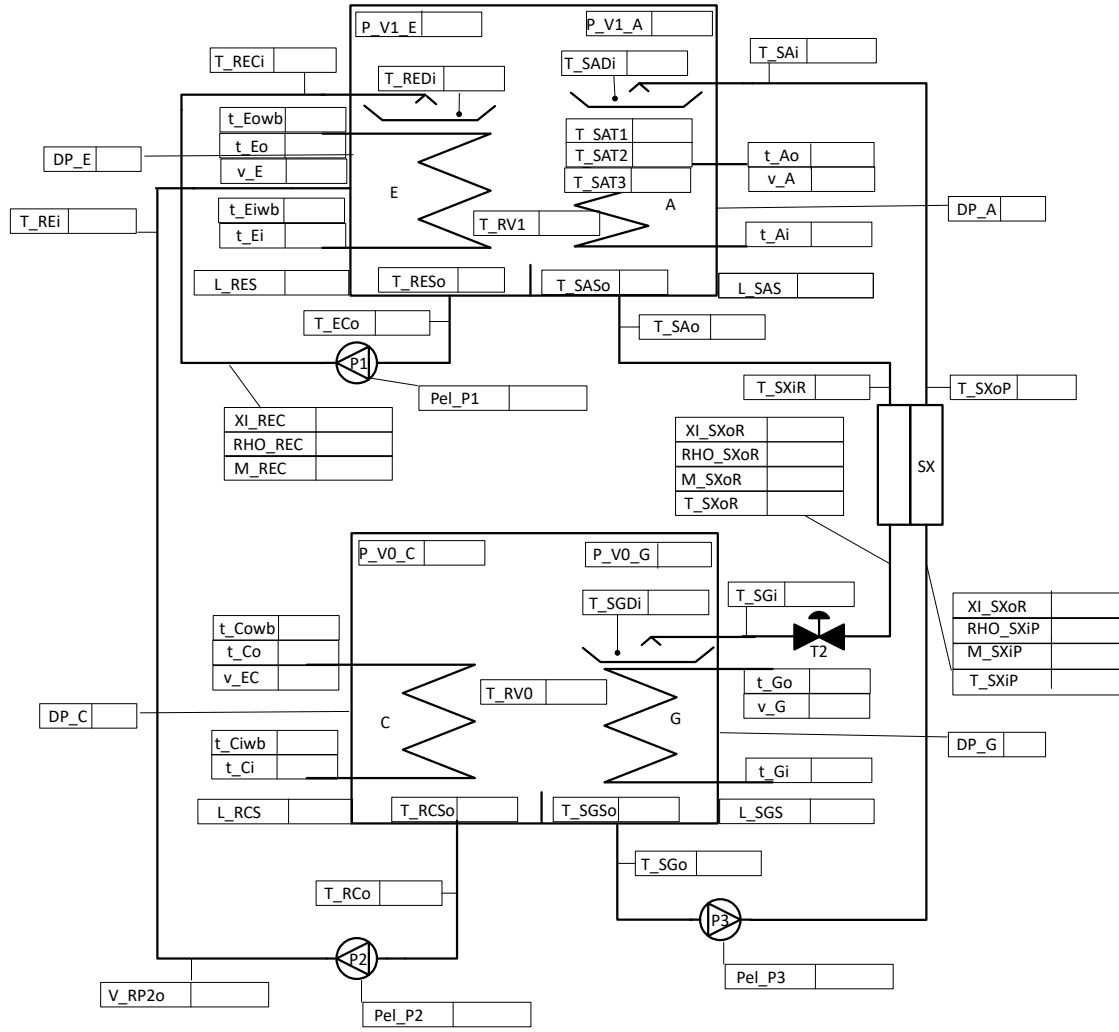 P_V1_E
P_V1_A
T_RECi
T_REDi
T_SADi
T_SAi
t_Eowb
t_Eo
v_E
DP_E
T_SAT1
T_SAT2
T_SAT3
t_Ao
v_A
E
A
T_REi
t_Eiwb
t_Ei
T_RV1
t_Ai
DP_A
L_RES
T_RESo
T_SASo
L_SAS
T_ECo
T_SAo
P1
Pel_P1
T_SXiR
T_SXoP
XI_REC
RHO_REC
M_REC
XI_SXoR
RHO_SXoR
M_SXoR
T_SXoR
SX
P_V0_C
P_V0_G
T_SGDi
T_SGi
T2
XI_SXoR
RHO_SXiP
M_SXiP
T_SXiP
t_Cowb
t_Co
v_EC
T_RV0
t_Go
v_G
DP_C
C
G
DP_G
t_Ciwb
t_Ci
t_Gi
L_RCS
T_RCSo
T_SGSo
L_SGS
T_SGo
T_RCo
P3
P2
Pel_P3
V_RP2o
Pel_P2